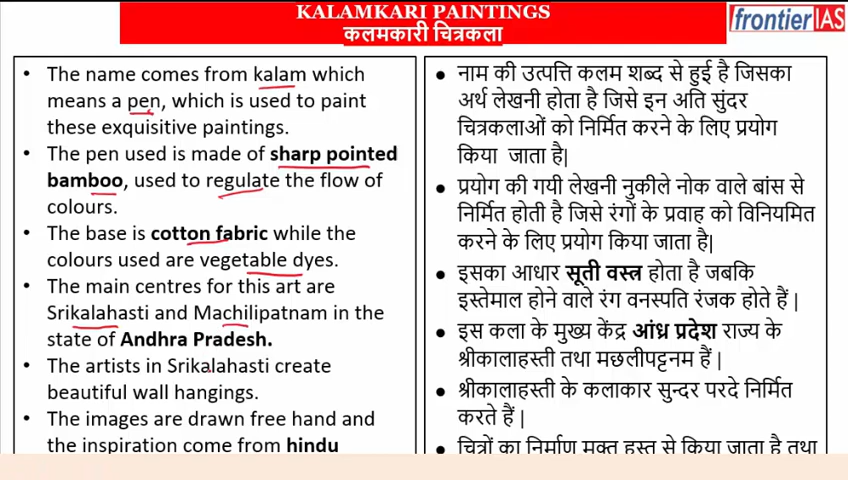 KALAMKARI PAINTINGS
कलमकारी चित्रकला
frontierIAS
• The name comes from kalam which
means a pen, which is used to paint
these exquisitive paintings.
• The pen used is made of sharp pointed
bamboo, used to regulate the flow of
colours.
• The base is cotton fabric while the
colours used are vegetable dyes.
• The main centres for this art are
Srikalahasti and Machilipatnam in the
state of Andhra Pradesh.
• The artists in Srikalahasti create
beautiful wall hangings.
• The images are drawn free hand and
the inspiration come from hindu
• नाम की उत्पत्ति कलम शब्द से हुई है जिसका
अर्थ लेखनी होता है जिसे इन अति सुंदर
चित्रकलाओं को निर्मित करने के लिए प्रयोग
किया जाता है|
• प्रयोग की गयी लेखनी नुकीले नोक वाले बांस से
निर्मित होती है जिसे रंगों के प्रवाह को विनियमित
करने के लिए प्रयोग किया जाता है|
• इसका आधार सूती वस्त्र होता है जबकि
इस्तेमाल होने वाले रंग वनस्पति रंजक होते हैं |
• इस कला के मुख्य केंद्र आंध्र प्रदेश राज्य के
श्रीकालाहस्ती तथा मछलीपट्टनम हैं |
• श्रीकालाहस्ती के कलाकार सुन्दर परदे निर्मित
करते हैं |
• चित्रों का निर्माण मुक्त हस्त से किया जाता है तथा